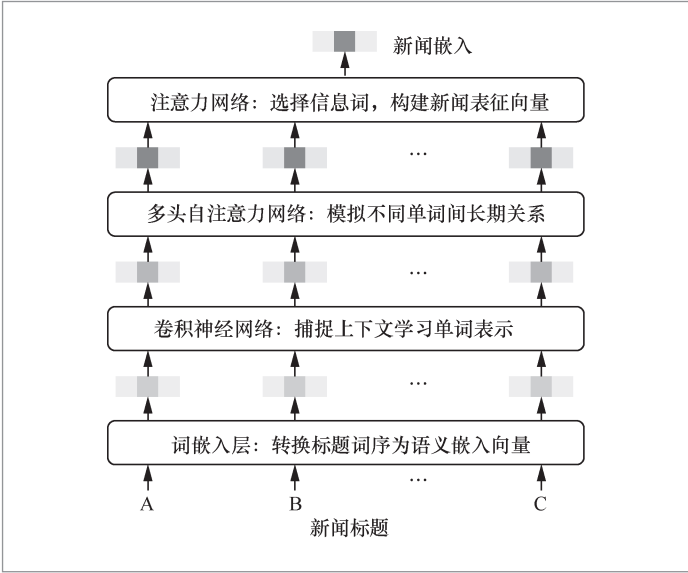 新闻嵌入
注意力网络：选择信息词，构建新闻表征向量
…
多头自注意力网络：模拟不同单词间长期关系
…
卷积神经网络：捕捉上下文学习单词表示
…
词嵌入层：转换标题词序为语义嵌入向量
…
A B C
新闻标题